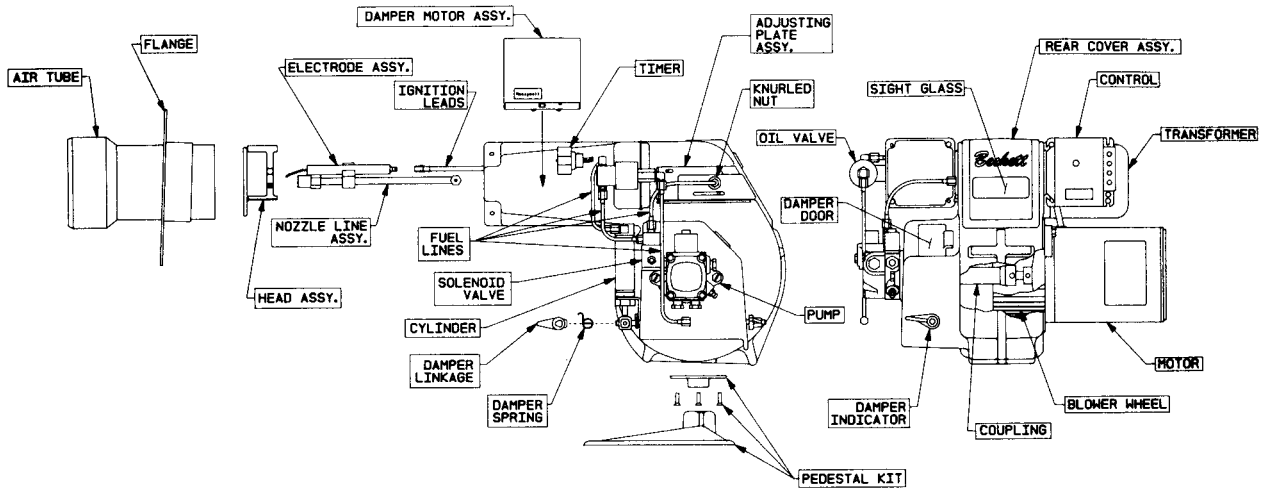 DAMPER MOTOR ASSY.
FLANGE
AIR TUBE
ELECTRODE ASSY.
IGNITION
LEADS
TIMER
ADJUSTING
PLATE
ASSY.
KNURLED
NUT
REAR COVER ASSY.
SIGHT GLASS
CONTROL
OIL VALVE
TRANSFORMER
Honeywell
Beckett
DAMPER
DOOR
NOZZLE LINE
ASSY.
FUEL
LINES
HEAD ASSY.
SOLENOID
VALVE
CYLINDER
PUMP
DAMPER
LINKAGE
MOTOR
DAMPER
SPRING
DAMPER
INDICATOR
BLOWER WHEEL
COUPLING
PEDESTAL KIT